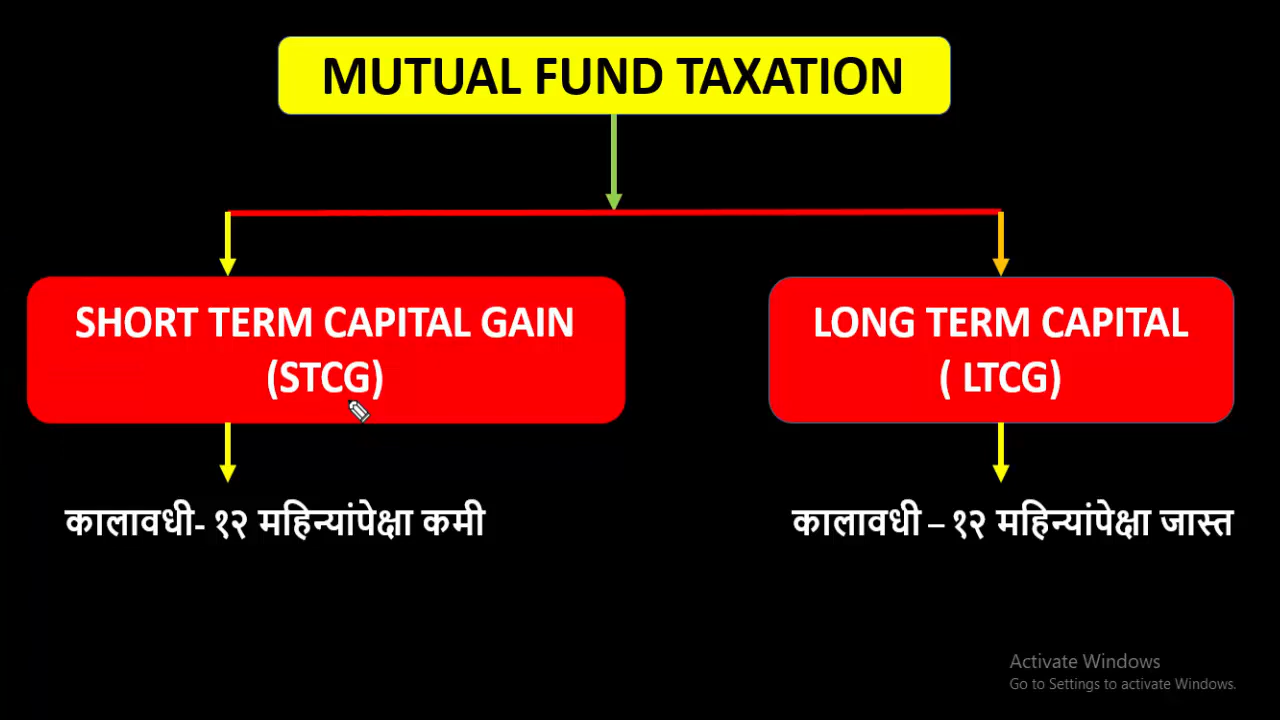 MUTUAL FUND TAXATION
SHORT TERM CAPITAL GAIN
(STCG)
LONG TERM CAPITAL
( LTCG)
कालावधी- १२ महिन्यांपेक्षा कमी
कालावधी – १२ महिन्यांपेक्षा जास्त
Activate Windows
Go to Settings to activate Windows.